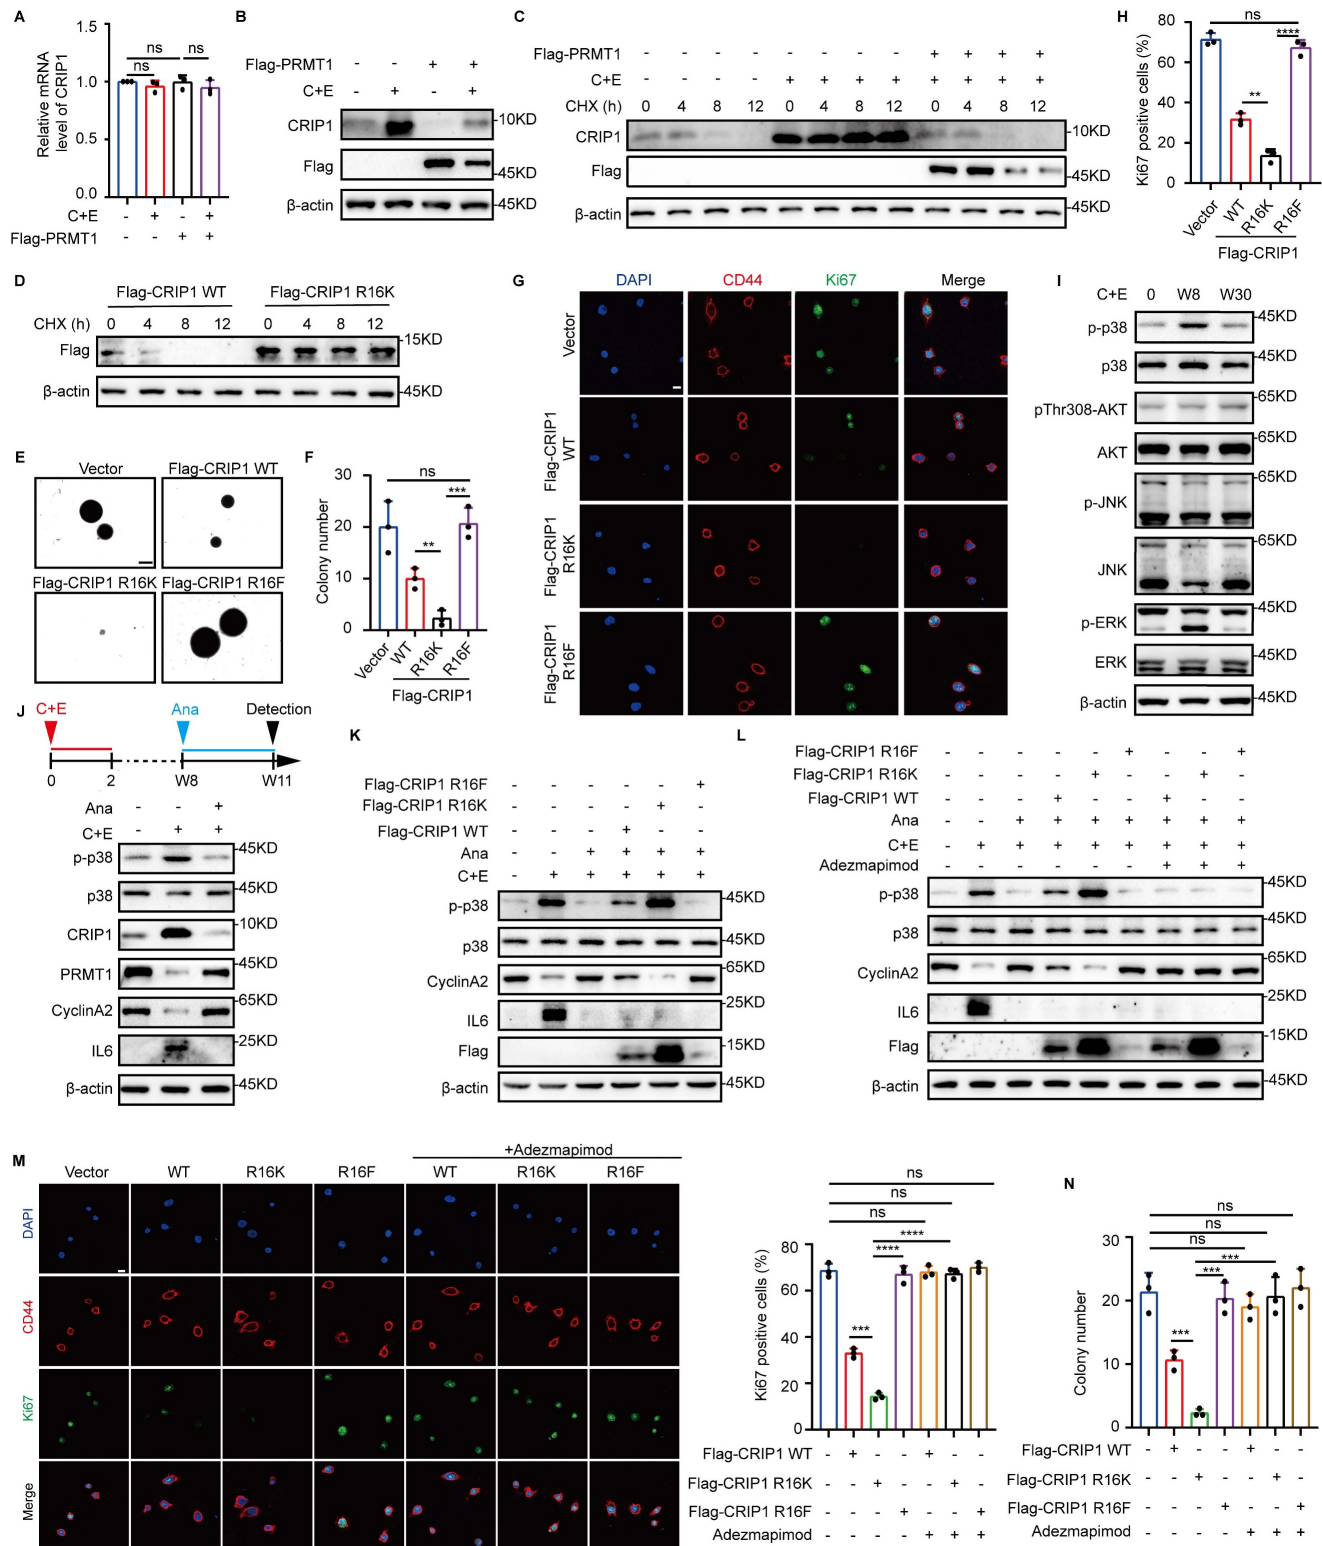 A
Relative mRNA
level of CRIP1
1.5
1.0
0.5
0.0
ns
ns
ns
C+E - + - +
Flag-PRMT1 - - + +
B
Flag-PRMT1 - - + +
C+E - + - +
CRIP1 -10KD
Flag -45KD
β-actin -45KD
C
Flag-PRMT1 - - - - - - - - + + + +
C+E - - - - + + + + + + + +
CHX (h) 0 4 8 12 0 4 8 12 0 4 8 12
CRIP1 -10KD
Flag -45KD
β-actin -45KD
H
Ki67 positive cells (%)
80
60
40
20
0
ns
****
**
Vector
WT
R16K
R16F
Flag-CRIP1
D
Flag-CRIP1 WT Flag-CRIP1 R16K
CHX (h) 0 4 8 12 0 4 8 12
Flag -15KD
β-actin -45KD
E
Vector Flag-CRIP1 WT
Flag-CRIP1 R16K Flag-CRIP1 R16F
F
Colony number
30
20
10
0
ns
***
**
Vector
WT
R16K
R16F
Flag-CRIP1
G
DAPI CD44 Ki67 Merge
Vector
Flag-CRIP1
WT
Flag-CRIP1
R16K
Flag-CRIP1
R16F
I
C+E 0 W8 W30
p-p38 -45KD
p38 -45KD
pThr308-AKT -65KD
AKT -65KD
p-JNK -65KD
JNK -65KD
p-ERK -45KD
ERK -45KD
β-actin -45KD
J
C+E Ana Detection
0 2 W8 W11
Ana - - +
C+E - + +
p-p38 -45KD
p38 -45KD
CRIP1 -10KD
PRMT1 -45KD
CyclinA2 -65KD
IL6 -25KD
β-actin -45KD
K
Flag-CRIP1 R16F - - - - - +
Flag-CRIP1 R16K - - - - + -
Flag-CRIP1 WT - - - + - -
Ana - - + + + +
C+E - + + + + +
p-p38 -45KD
p38 -45KD
CyclinA2 -65KD
IL6 -25KD
Flag -15KD
β-actin -45KD
L
Flag-CRIP1 R16F - - - - - + - - +
Flag-CRIP1 R16K - - - - + - - + -
Flag-CRIP1 WT - - - + - - + - -
Ana - - + + + + + + +
C+E - + + + + + + + +
Adezmapimod - - - - - - + + +
p-p38 -45KD
p38 -45KD
CyclinA2 -65KD
IL6 -25KD
Flag -15KD
β-actin -45KD
M
+Adezmapimod
Vector WT R16K R16F WT R16K R16F
DAPI
CD44
Ki67
Merge
Ki67 positive cells (%)
80
60
40
20
0
ns
ns
ns
****
****
***
Flag-CRIP1 WT - + - - + - -
Flag-CRIP1 R16K - - + - - + -
Flag-CRIP1 R16F - - - + - - +
Adezmapimod - - - - + + +
N
Colony number
30
20
10
0
ns
ns
ns
***
***
***
Flag-CRIP1 WT - + - - + - -
Flag-CRIP1 R16K - - + - - + -
Flag-CRIP1 R16F - - - + - - +
Adezmapimod - - - - + + +